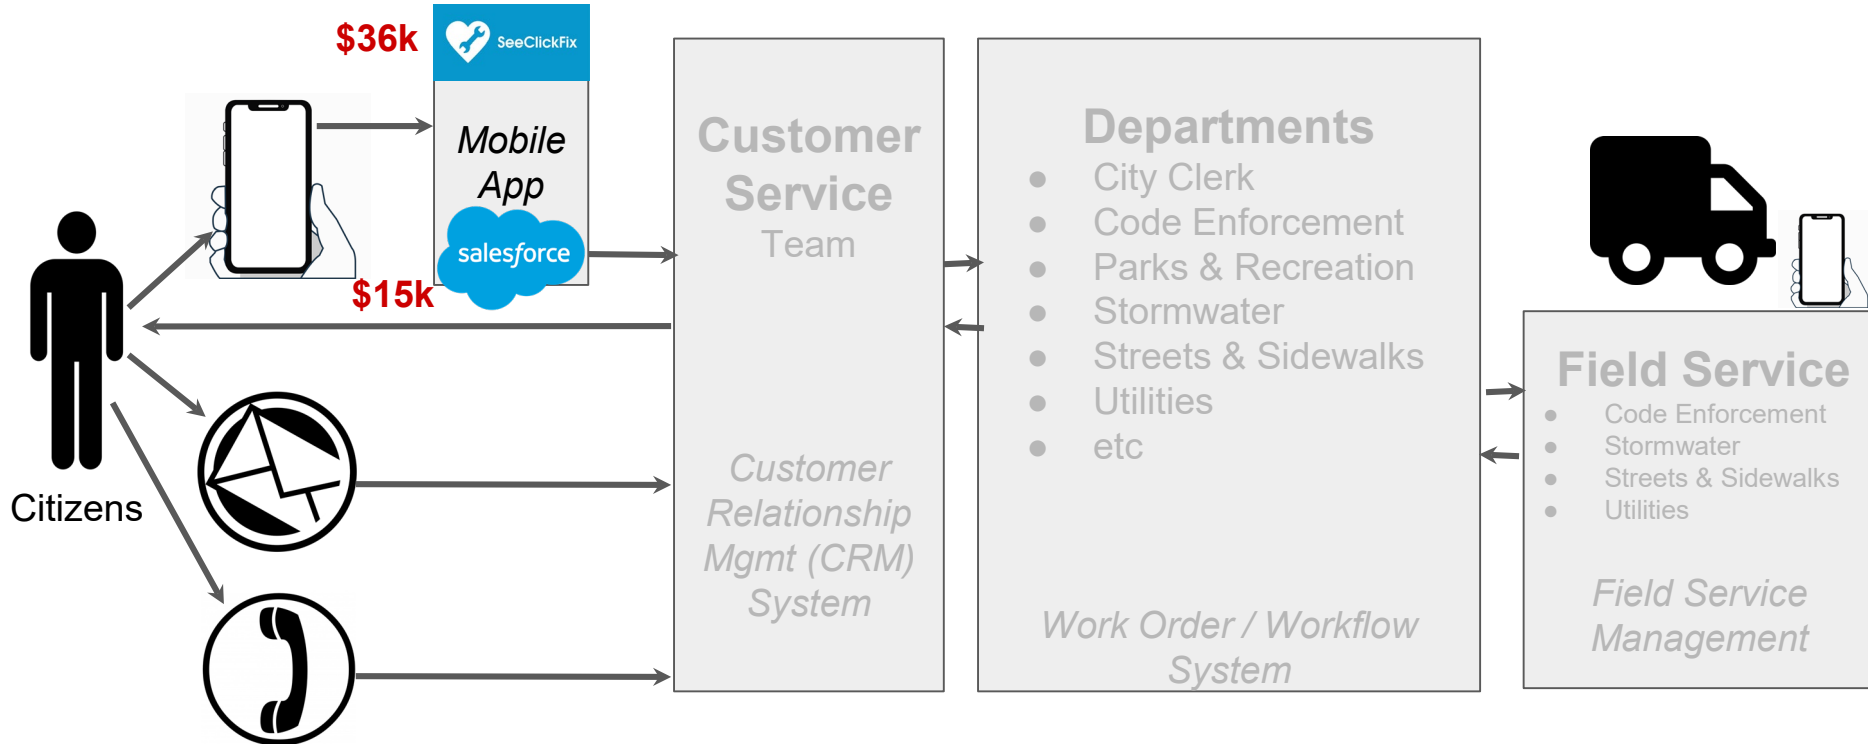 $36k
SeeClickFix
Mobile
App
salesforce
$15k
Citizens
Customer
Service
Team
Customer
Relationship
Mgmt (CRM)
System
Departments
● City Clerk
● Code Enforcement
● Parks & Recreation
● Stormwater
● Streets & Sidewalks
● Utilities
● etc
Work Order / Workflow
System
Field Service
● Code Enforcement
● Stormwater
● Streets & Sidewalks
● Utilities
Field Service
Management